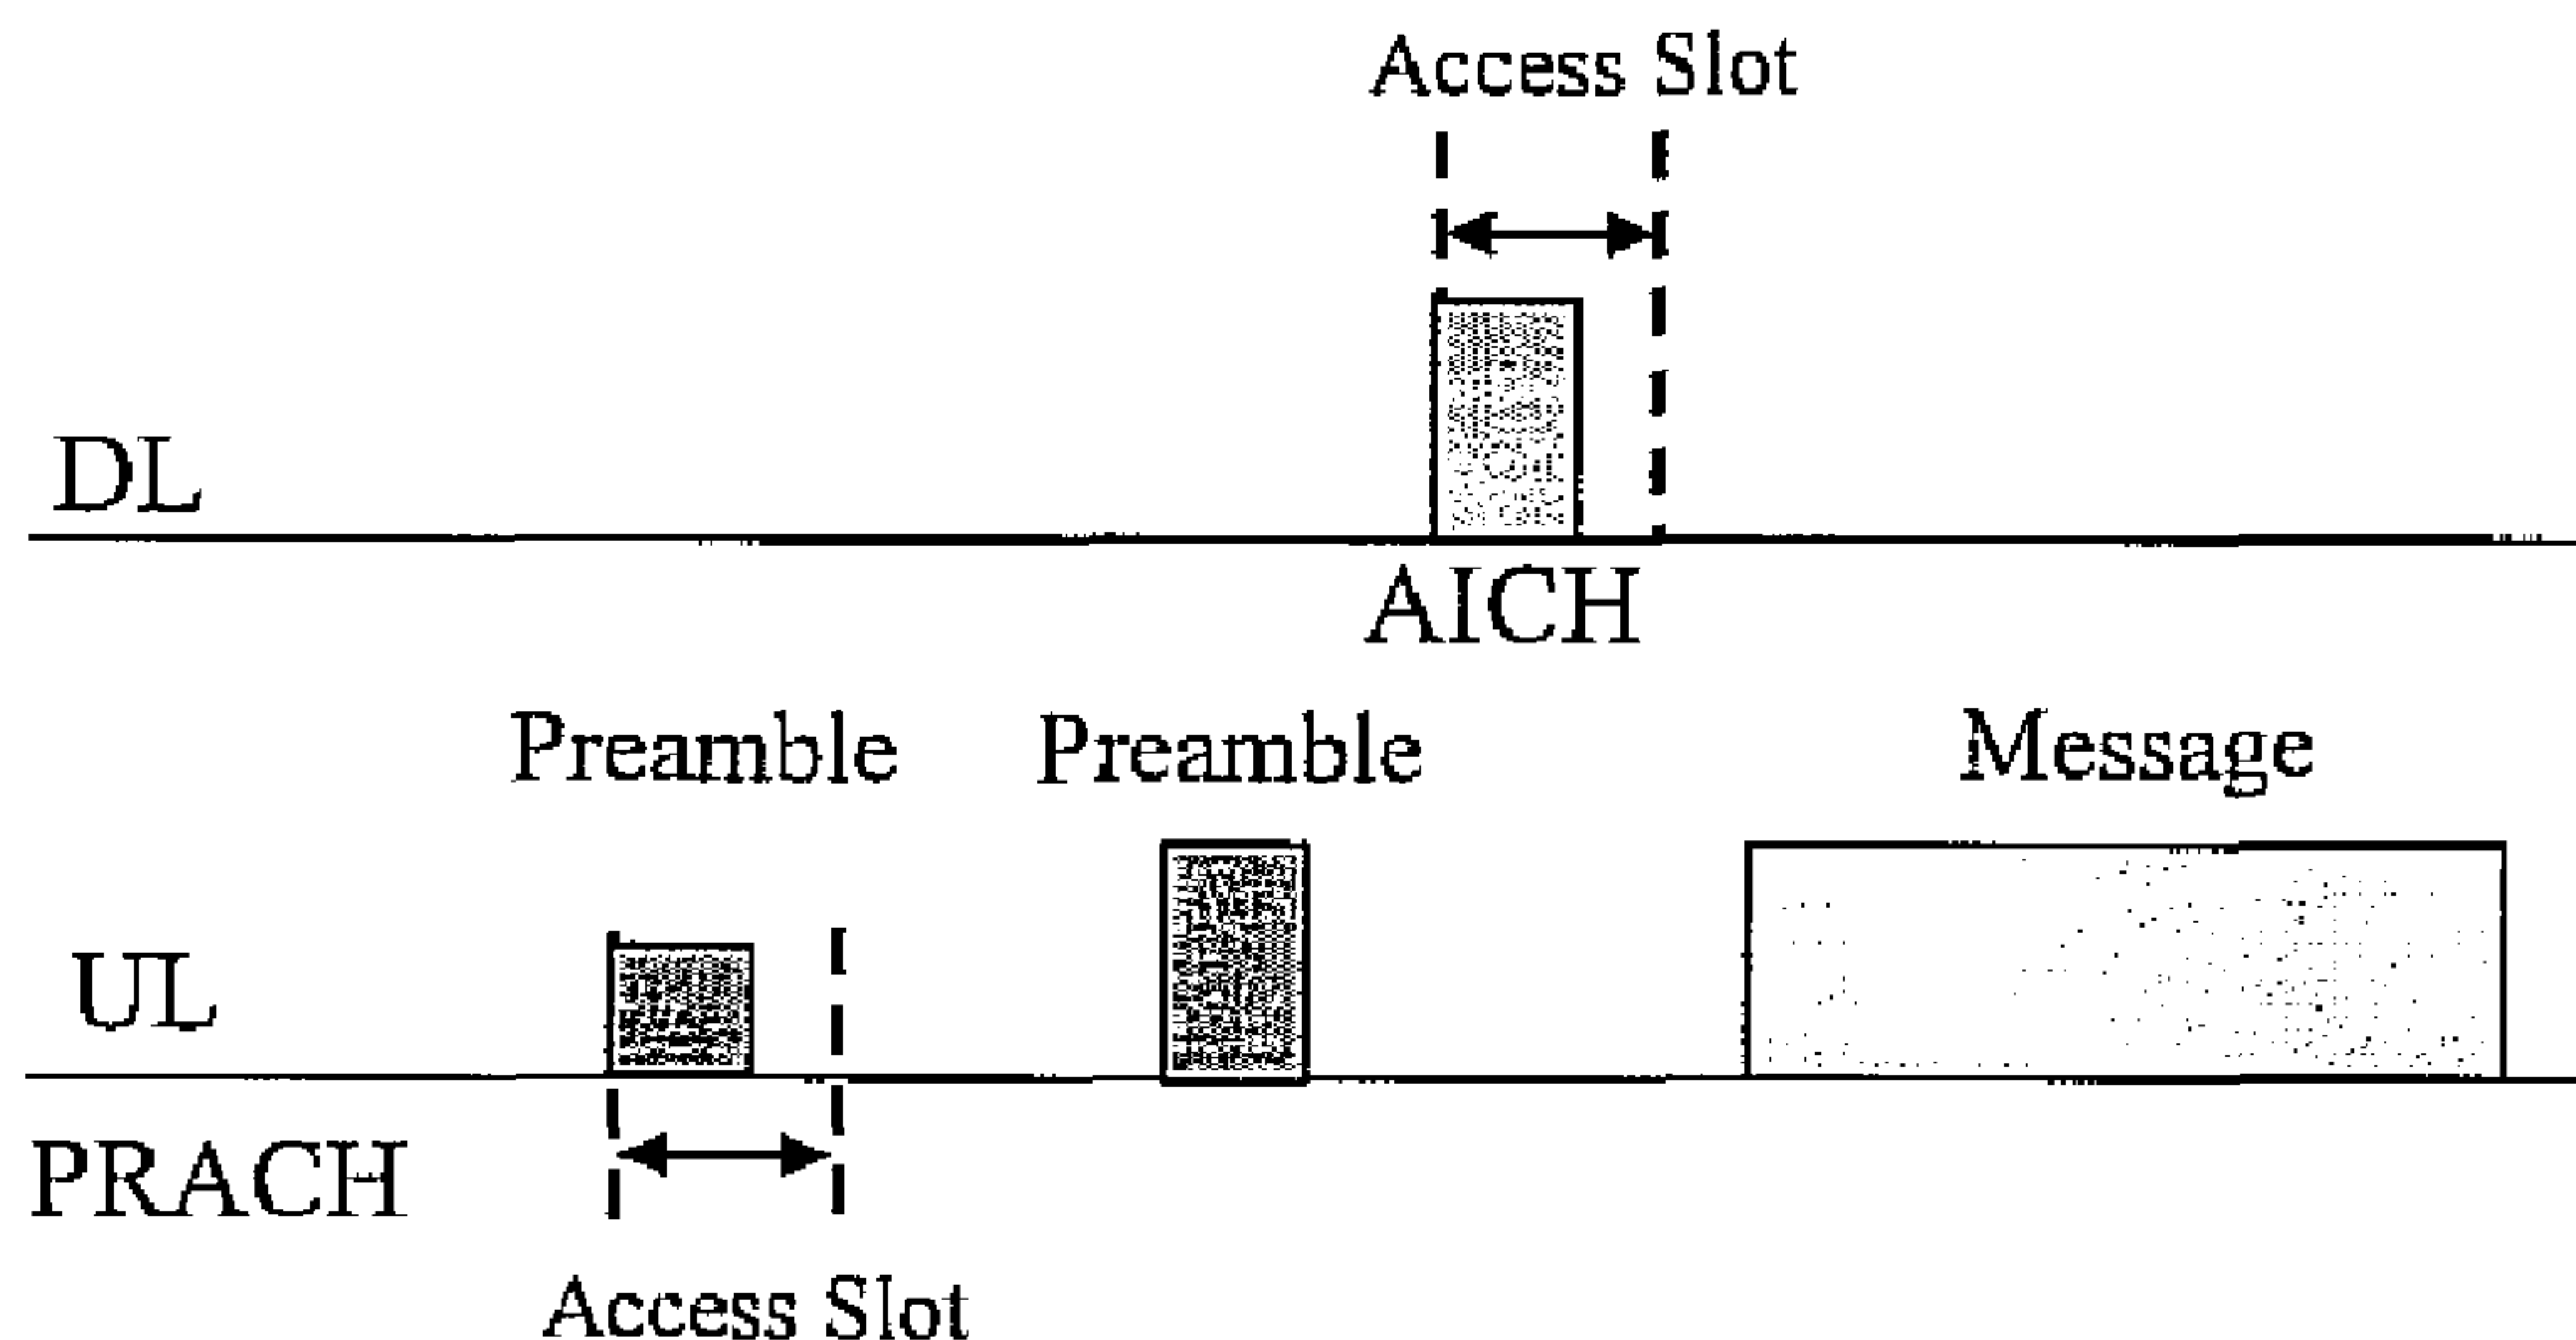 Access Slot
DL
AICH
Preamble Preamble Message
UL
PRACH
Access Slot